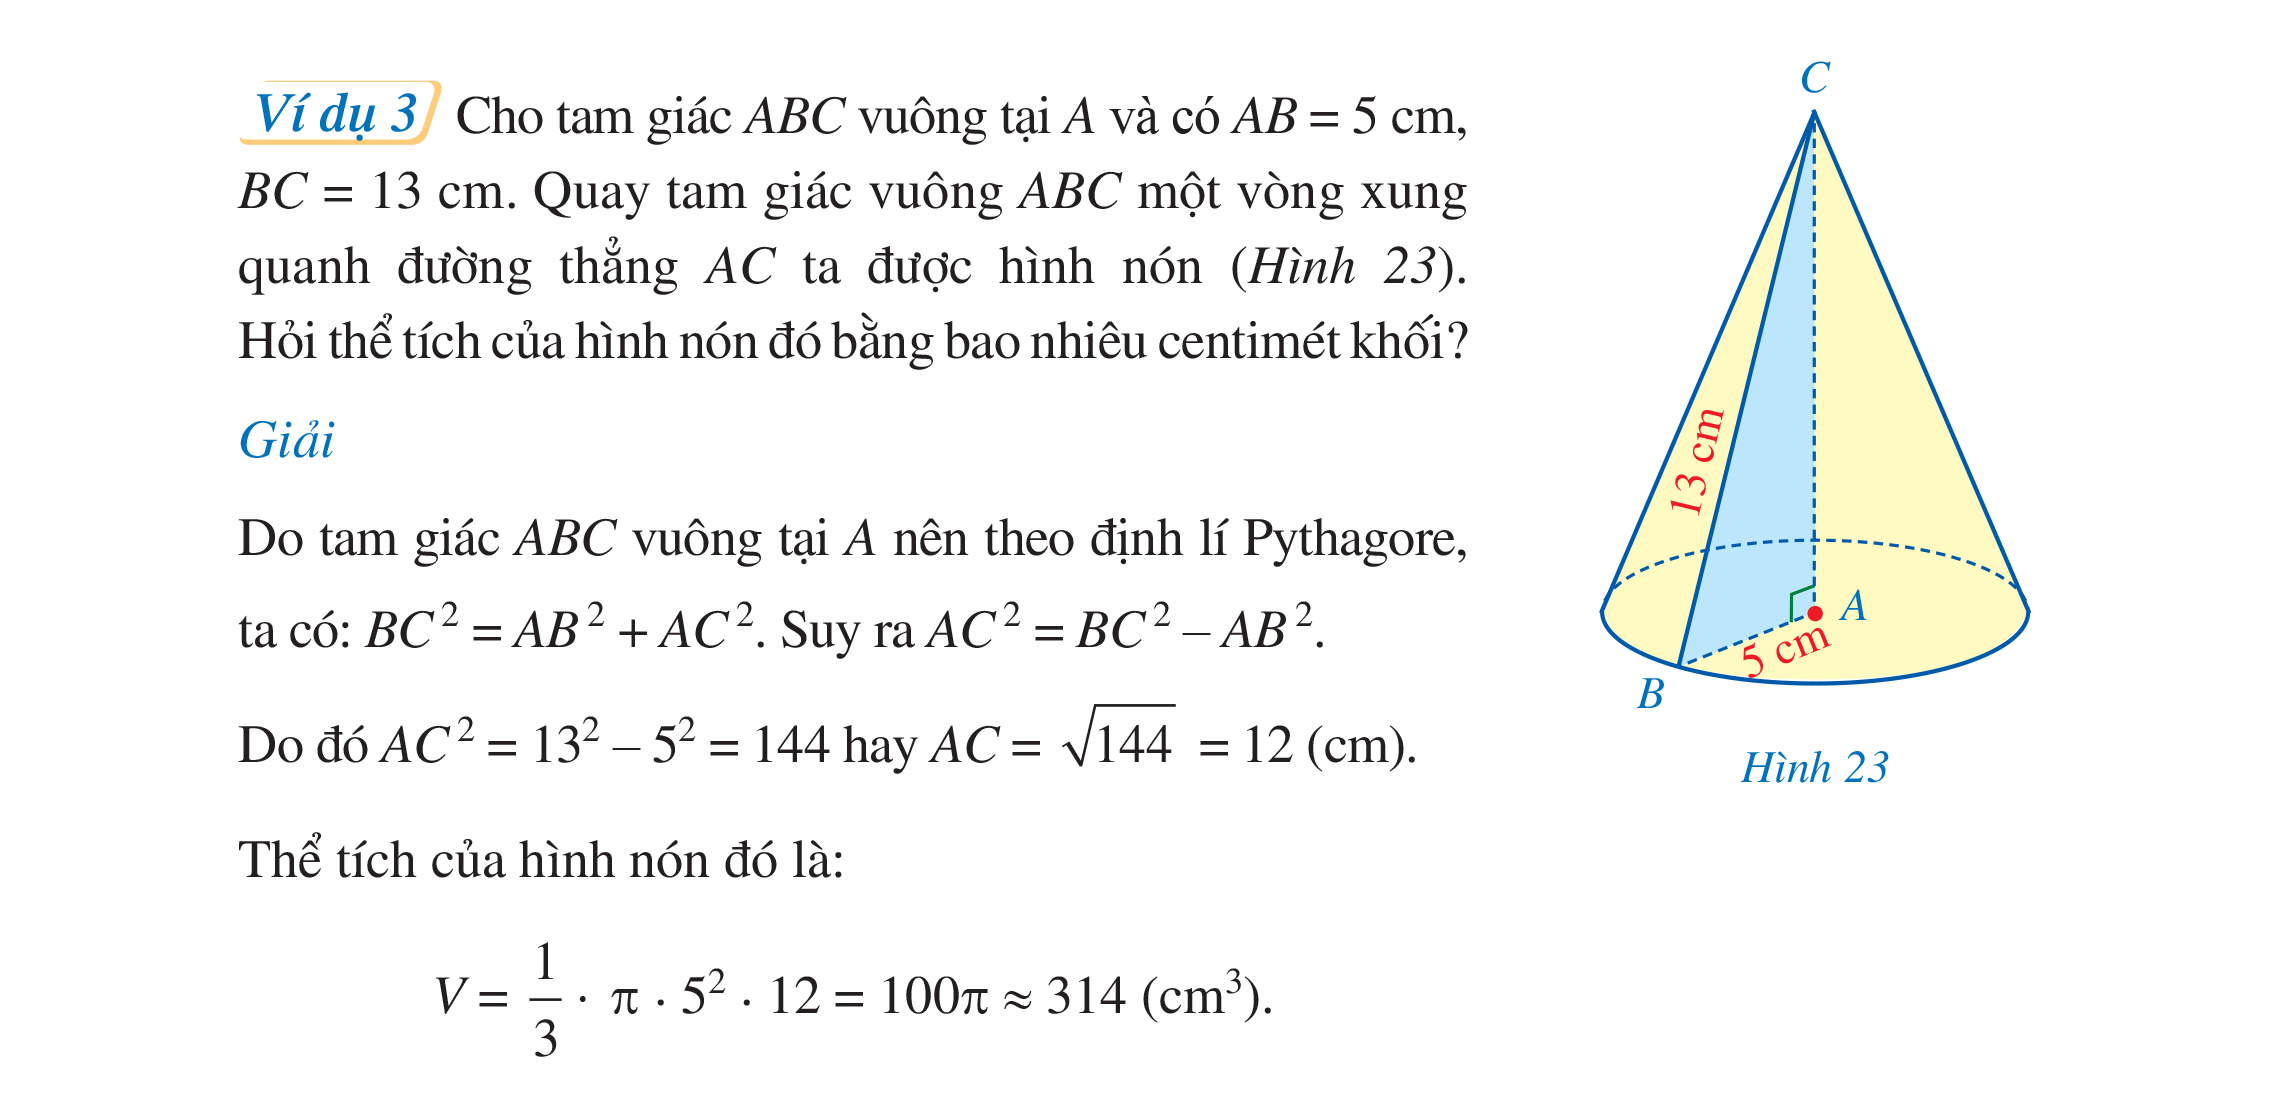 Ví dụ 3 Cho tam giác ABC vuông tại A và có AB = 5 cm,
BC = 13 cm. Quay tam giác vuông ABC một vòng xung
quanh đường thẳng AC ta được hình nón (Hình 23).
Hỏi thể tích của hình nón đó bằng bao nhiêu centimét khối?
Giải
Do tam giác ABC vuông tại A nên theo định lí Pythagore,
ta có: BC² = AB² + AC². Suy ra AC² = BC² – AB².
Do đó AC² = 13² – 5² = 144 hay AC = √144 = 12 (cm).
Thể tích của hình nón đó là:
V = 1/3 · π · 5² · 12 = 100π ≈ 314 (cm³).
C
13 cm
A
5 cm
B
Hình 23